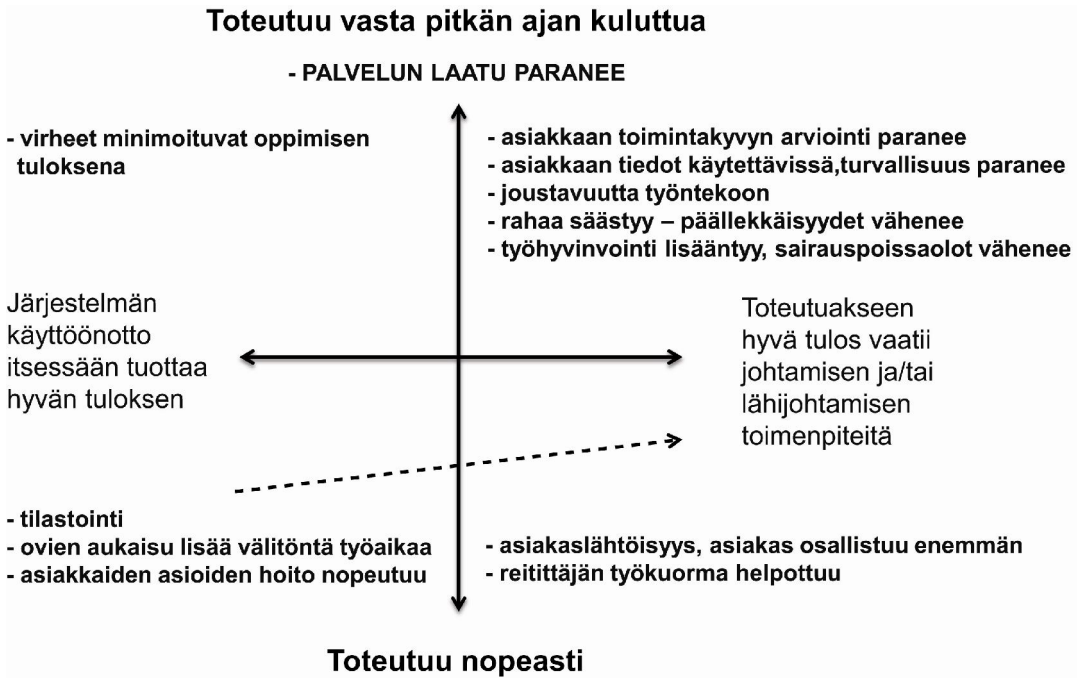 Toteutuu vasta pitkän ajan kuluttua
- PALVELUN LAATU PARANEE
- virheet minimoituvat oppimisen
tuloksena
- asiakkaan toimintakyvyn arviointi paranee
- asiakkaan tiedot käytettävissä,turvallisuus paranee
- joustavuutta työntekoon
- rahaa säästyy – päällekkäisyydet vähenee
- työhyvinvointi lisääntyy, sairauspoissaolot vähenee
Järjestelmän
käyttöönotto
itsessään tuottaa
hyvän tuloksen
Toteutuakseen
hyvä tulos vaatii
johtamisen ja/tai
lähijohtamisen
toimenpiteitä
- tilastointi
- ovien aukaisu lisää välitöntä työaikaa
- asiakkaiden asioiden hoito nopeutuu
- asiakaslähtöisyys, asiakas osallistuu enemmän
- reitittäjän työkuorma helpottuu
Toteutuu nopeasti